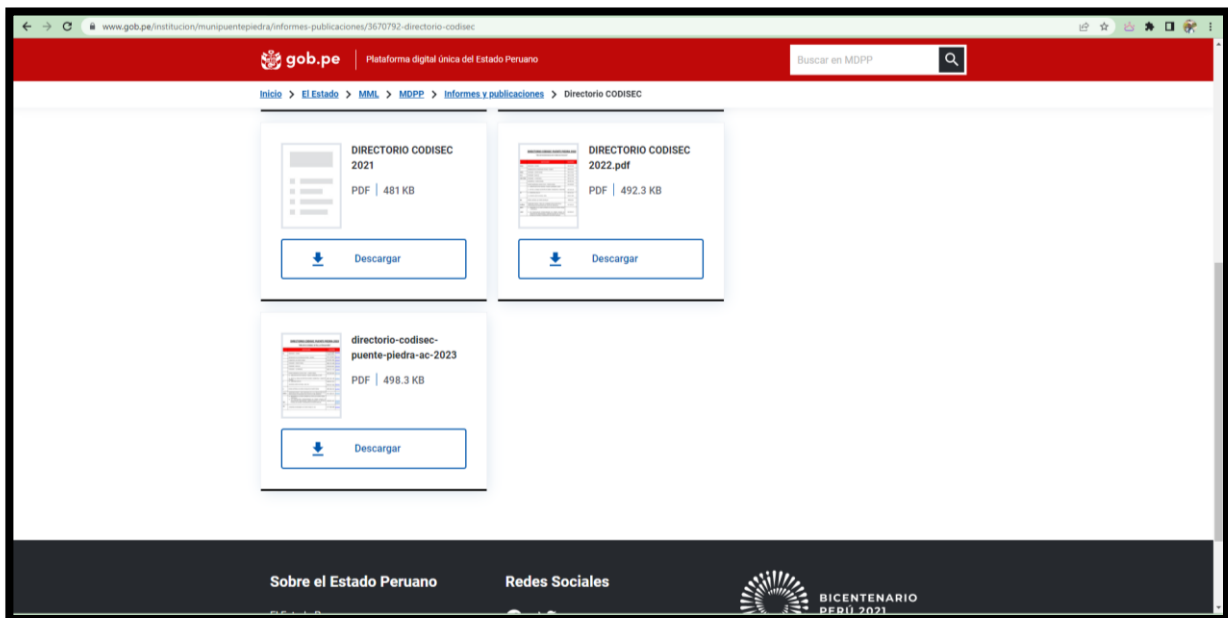 www.gob.pe/institucion/munipuentepiedra/informes-publicaciones/3670792-directorio-codisec
gob.pe
Plataforma digital única del Estado Peruano
Buscar en MDPP
Inicio > El Estado > MML > MDPP > Informes y publicaciones > Directorio CODISEC
DIRECTORIO CODISEC
2021
PDF | 481 KB
Descargar
DIRECTORIO CODISEC
2022.pdf
PDF | 492.3 KB
Descargar
directorio-codisec-
puente-piedra-ac-2023
PDF | 498.3 KB
Descargar
Sobre el Estado Peruano
Redes Sociales
BICENTENARIO
PERÚ 2021